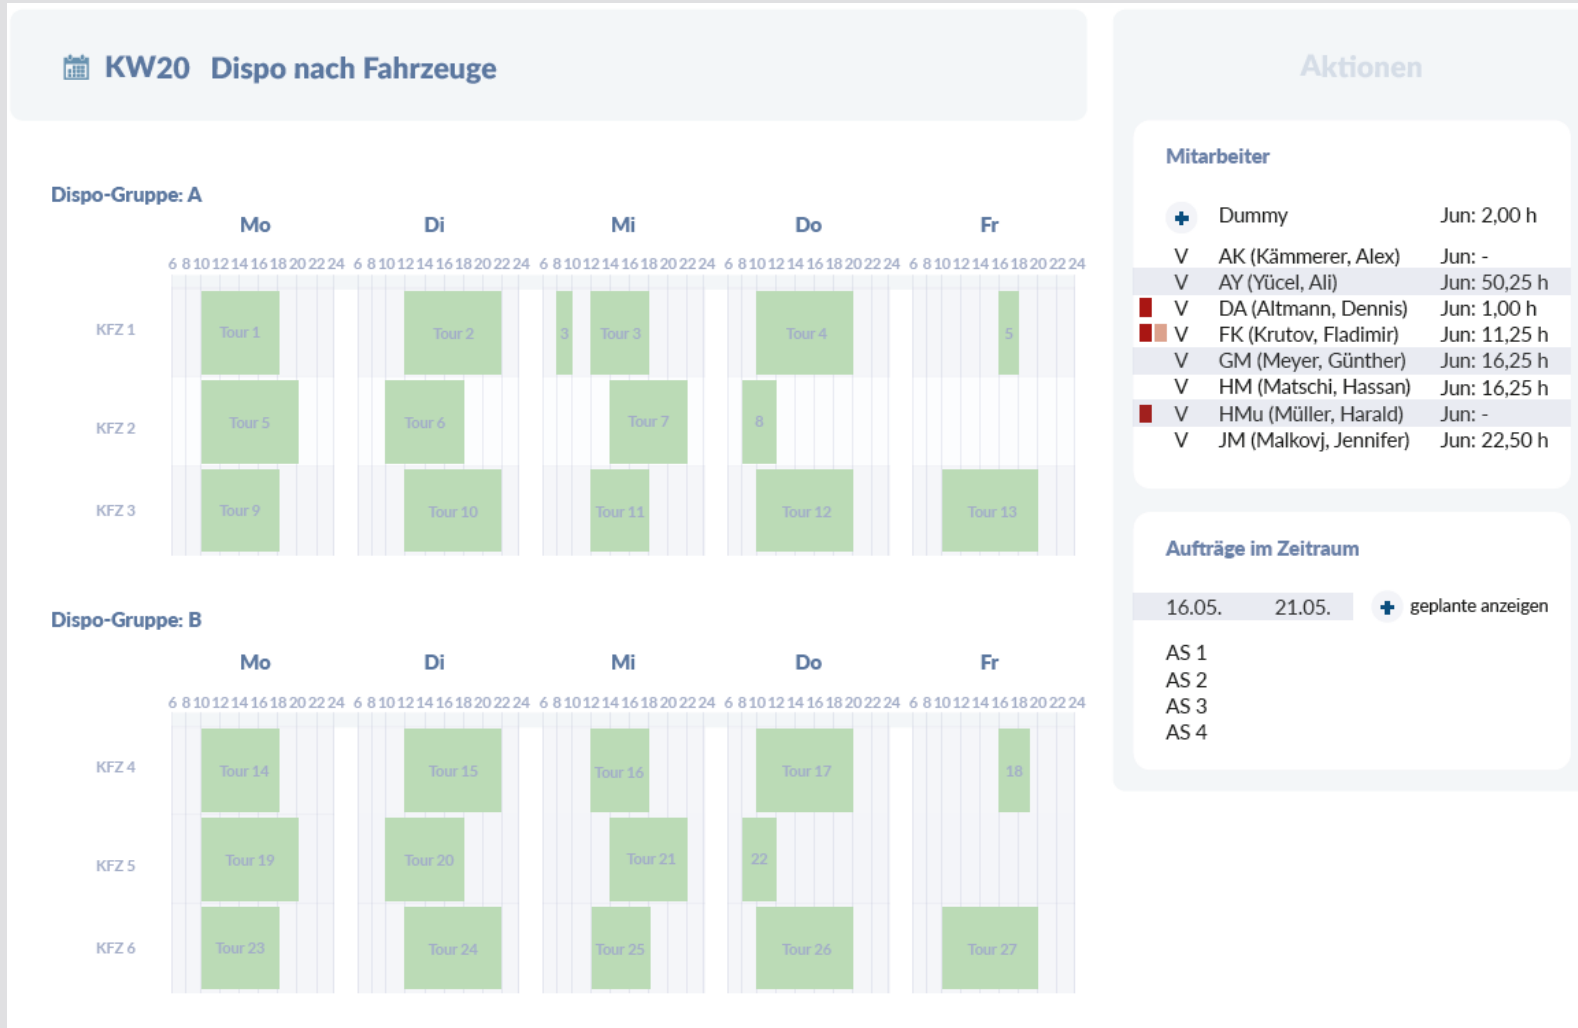 KW20 Dispo nach Fahrzeuge
Dispo-Gruppe: A
Mo Di Mi Do Fr
6 8 10 12 14 16 18 20 22 24 6 8 10 12 14 16 18 20 22 24 6 8 10 12 14 16 18 20 22 24 6 8 10 12 14 16 18 20 22 24 6 8 10 12 14 16 18 20 22 24
KFZ 1 Tour 1 Tour 2 3 Tour 3 Tour 4 5
KFZ 2 Tour 5 Tour 6 Tour 7 8
KFZ 3 Tour 9 Tour 10 Tour 11 Tour 12 Tour 13
Dispo-Gruppe: B
Mo Di Mi Do Fr
6 8 10 12 14 16 18 20 22 24 6 8 10 12 14 16 18 20 22 24 6 8 10 12 14 16 18 20 22 24 6 8 10 12 14 16 18 20 22 24 6 8 10 12 14 16 18 20 22 24
KFZ 4 Tour 14 Tour 15 Tour 16 Tour 17 18
KFZ 5 Tour 19 Tour 20 Tour 21 22
KFZ 6 Tour 23 Tour 24 Tour 25 Tour 26 Tour 27
Aktionen
Mitarbeiter
Dummy Jun: 2,00 h
V AK (Kämmerer, Alex) Jun: -
V AY (Yücel, Ali) Jun: 50,25 h
V DA (Altmann, Dennis) Jun: 1,00 h
V FK (Krutov, Fladimir) Jun: 11,25 h
V GM (Meyer, Günther) Jun: 16,25 h
V HM (Matschi, Hassan) Jun: 16,25 h
V HMu (Müller, Harald) Jun: -
V JM (Malkovj, Jennifer) Jun: 22,50 h
Aufträge im Zeitraum
16.05. 21.05. geplante anzeigen
AS 1
AS 2
AS 3
AS 4